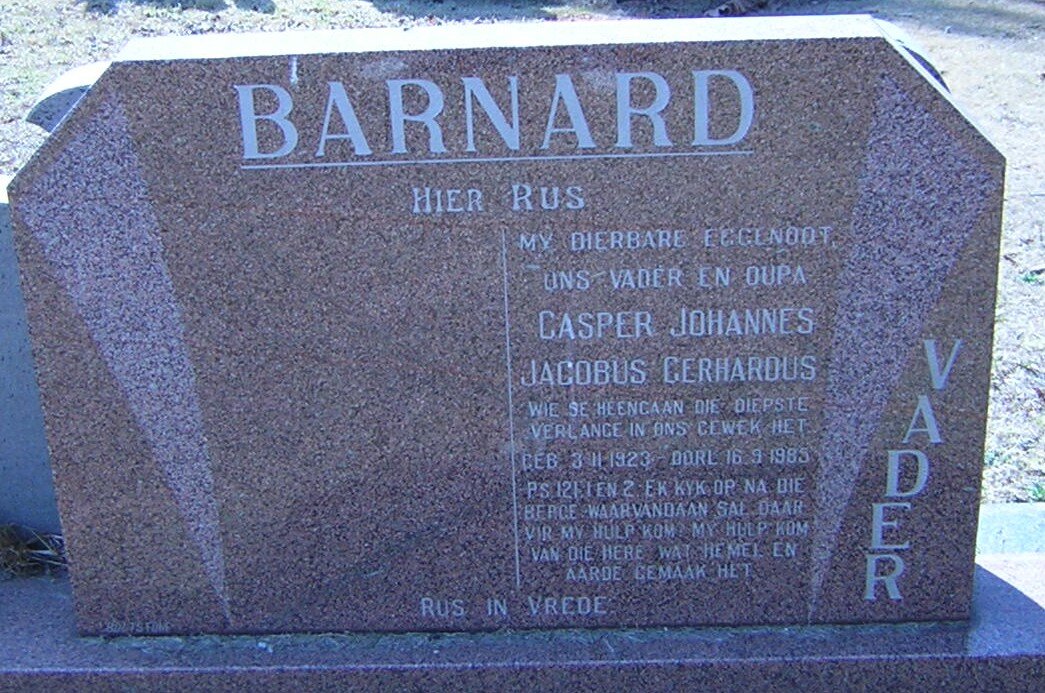 BARNARD
HIER RUS
MY DIERBARE EGGENOOT,
ONS VADER EN OUPA
CASPER JOHANNES
JACOBUS GERHARDUS
WIE SE HEENGAAN DIE DIEPSTE
VERLANGE IN ONS GEWEK HET
GEB. 3·11·1923 - OORL. 16·9·1985
PS. 121:1 EN 2. EK KYK OP NA DIE
BERGE WAARVANDAAN SAL DAAR
VIR MY HULP KOM? MY HULP KOM
VAN DIE HERE WAT HEMEL EN
AARDE GEMAAK HET
RUS IN VREDE
VADER